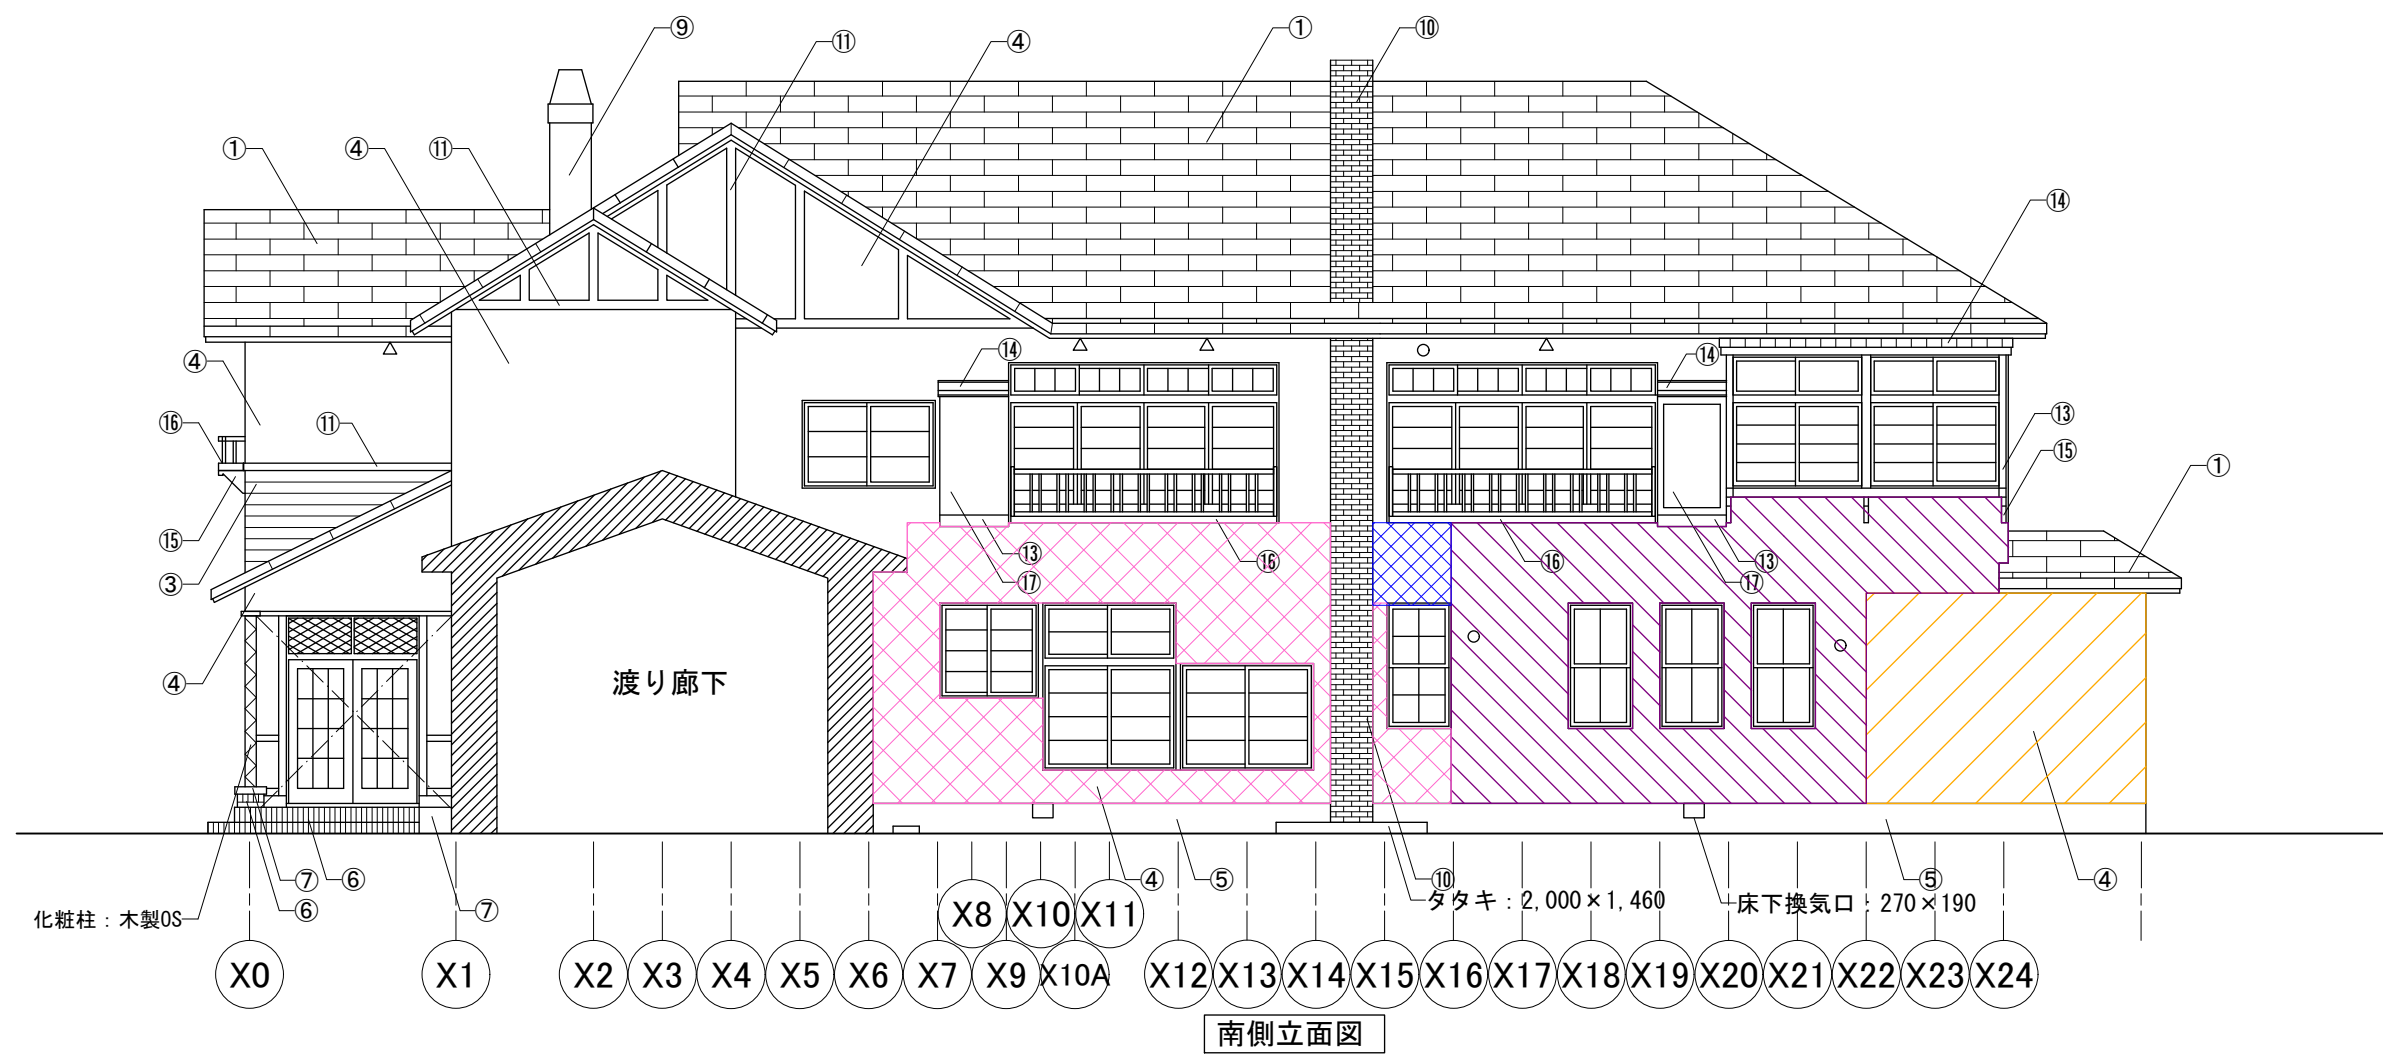 ⑨
⑪
④
①
⑩
①
④
⑪
⑭
④
⑭
⑭
⑯
⑪
⑬
⑮
①
⑮
⑬
⑯
⑯
⑬
③
⑰
⑰
④
渡り廊下
⑦
⑥
④
⑤
⑩
⑤
④
⑥
⑦
化粧柱：木製OS
タタキ：2,000×1,460
床下換気口：270×190
X8
X10
X11
X0
X1
X2
X3
X4
X5
X6
X7
X9
X10A
X12
X13
X14
X15
X16
X17
X18
X19
X20
X21
X22
X23
X24
南側立面図